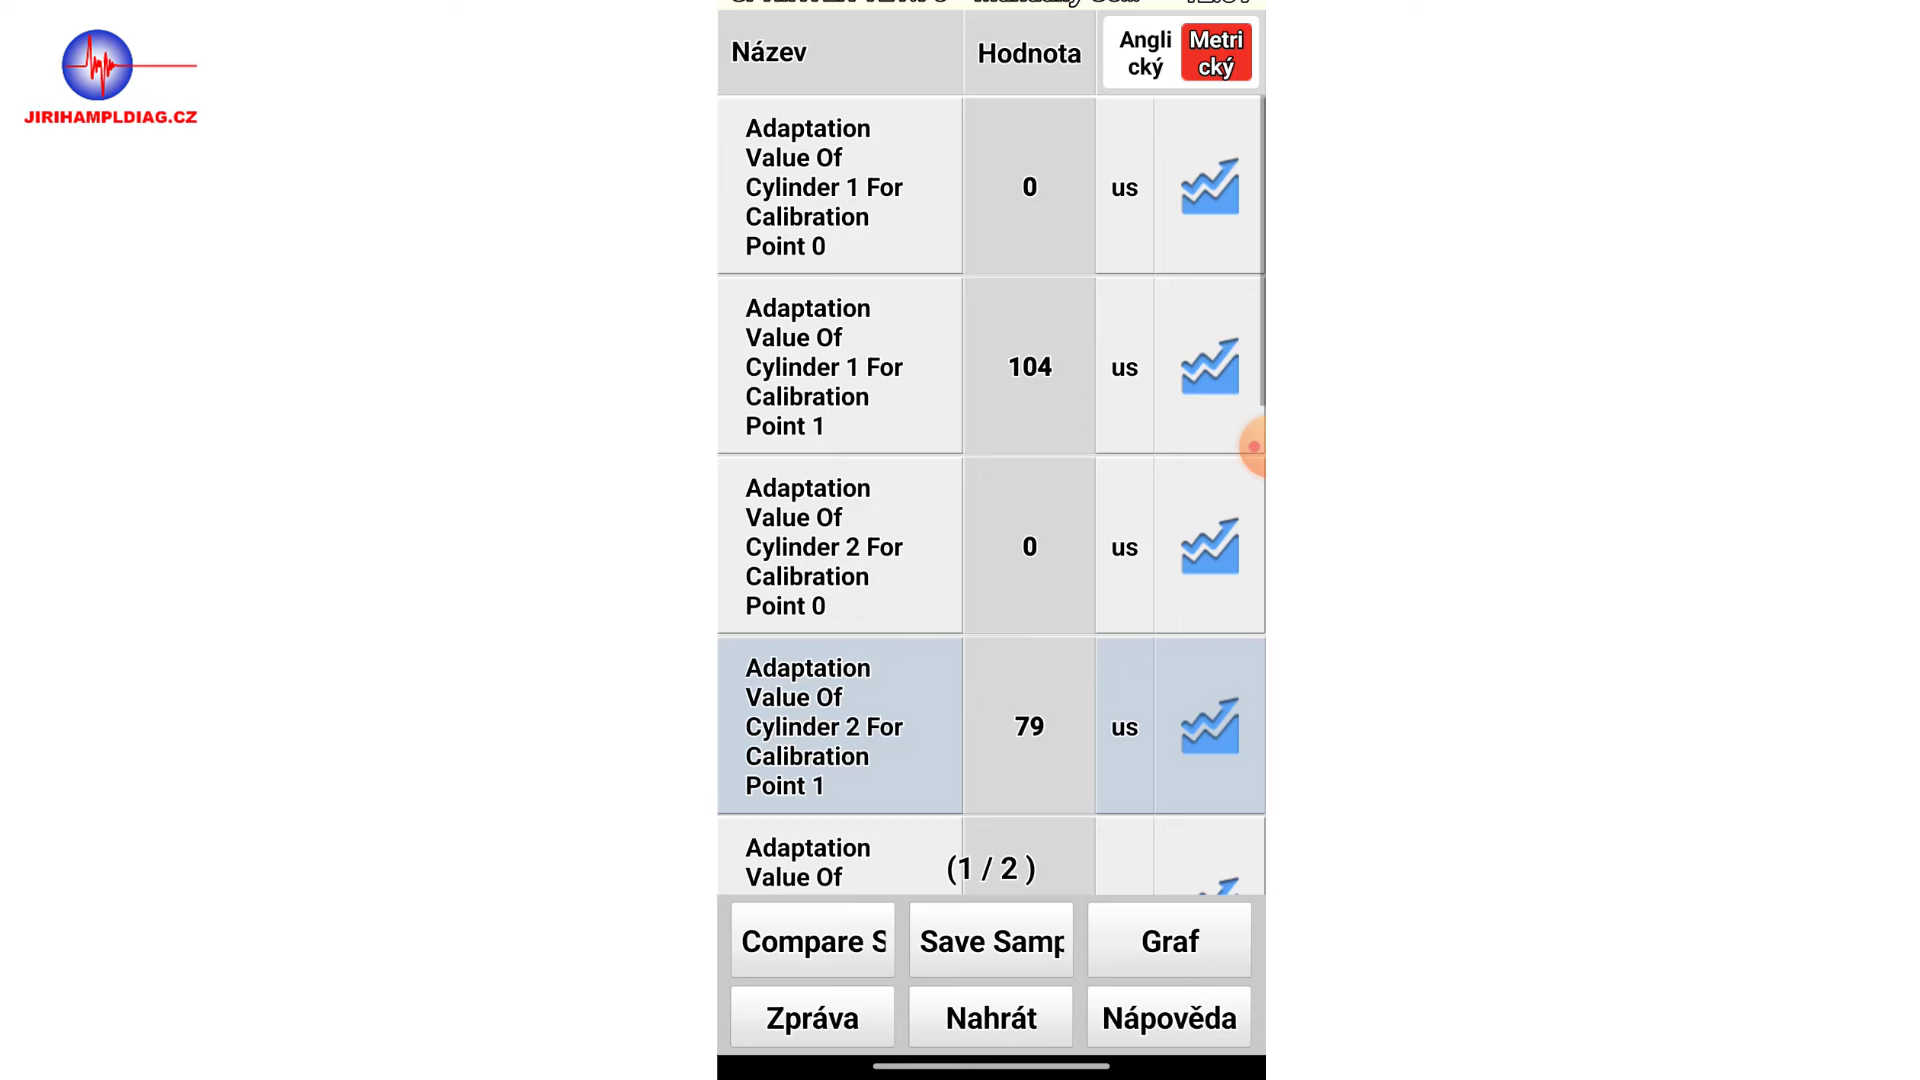 JIRIHAMPLDIAG.CZ
Název
Hodnota
Angli
cký
Metri
cký
Adaptation
Value Of
Cylinder 1 For
Calibration
Point 0
0
us
Adaptation
Value Of
Cylinder 1 For
Calibration
Point 1
104
us
Adaptation
Value Of
Cylinder 2 For
Calibration
Point 0
0
us
Adaptation
Value Of
Cylinder 2 For
Calibration
Point 1
79
us
Adaptation
Value Of
(1 / 2 )
Compare S
Save Samp
Graf
Zpráva
Nahrát
Nápověda